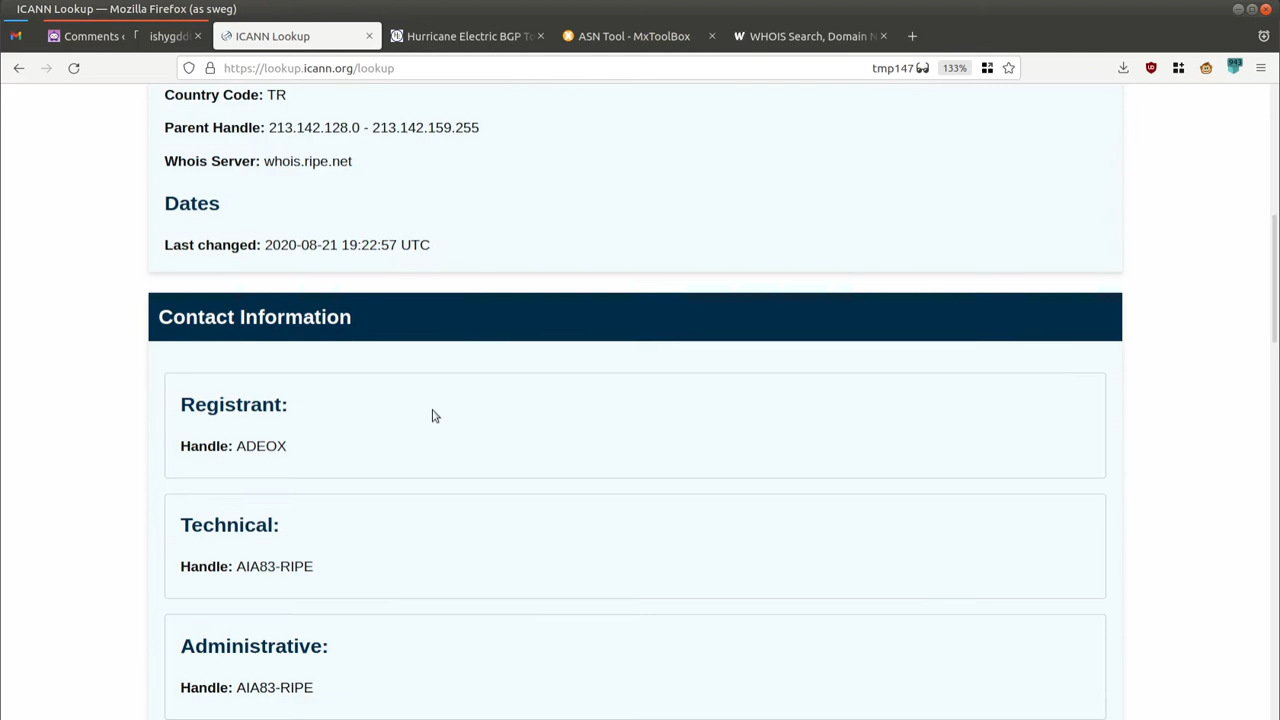 ICANN Lookup — Mozilla Firefox (as sweg)
Comments ishygdd
ICANN Lookup
Hurricane Electric BGP To
ASN Tool - MxToolBox
WHOIS Search, Domain N
https://lookup.icann.org/lookup
tmp147
133%
943
Country Code: TR
Parent Handle: 213.142.128.0 - 213.142.159.255
Whois Server: whois.ripe.net
Dates
Last changed: 2020-08-21 19:22:57 UTC
Contact Information
Registrant:
Handle: ADEOX
Technical:
Handle: AIA83-RIPE
Administrative:
Handle: AIA83-RIPE